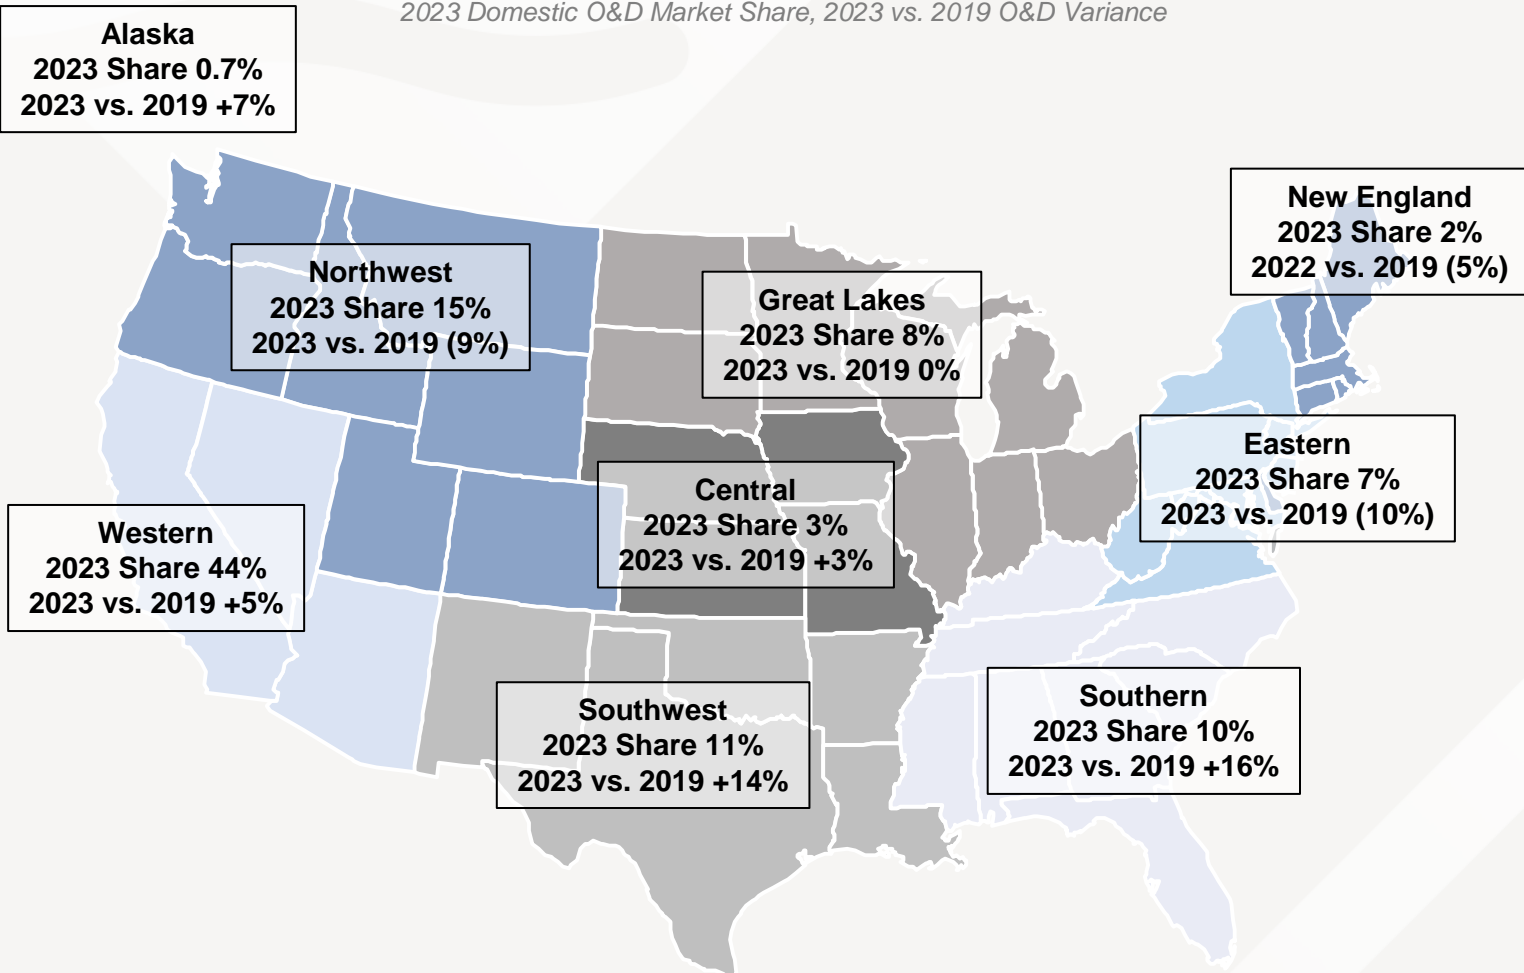 2023 Domestic O&D Market Share, 2023 vs. 2019 O&D Variance
Alaska
2023 Share 0.7%
2023 vs. 2019 +7%
New England
2023 Share 2%
2022 vs. 2019 (5%)
Northwest
2023 Share 15%
2023 vs. 2019 (9%)
Great Lakes
2023 Share 8%
2023 vs. 2019 0%
Eastern
2023 Share 7%
2023 vs. 2019 (10%)
Central
2023 Share 3%
2023 vs. 2019 +3%
Western
2023 Share 44%
2023 vs. 2019 +5%
Southwest
2023 Share 11%
2023 vs. 2019 +14%
Southern
2023 Share 10%
2023 vs. 2019 +16%